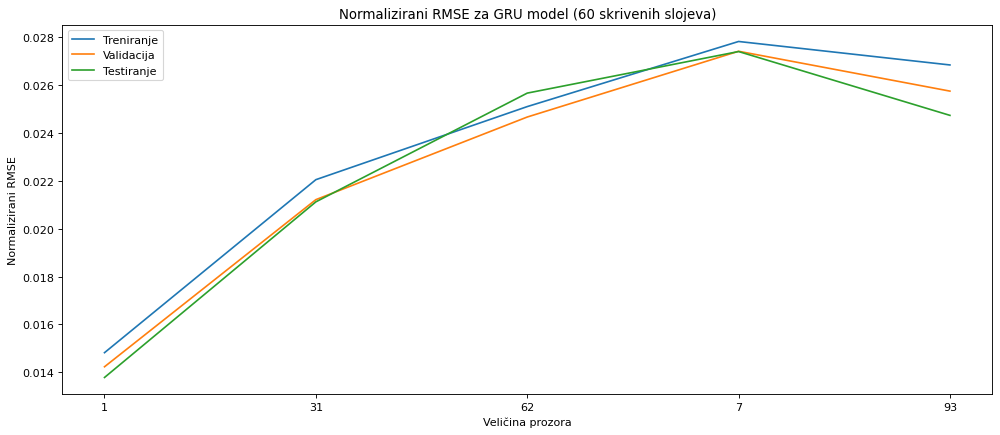 Normalizirani RMSE za GRU model (60 skrivenih slojeva)
Treniranje
Validacija
Testiranje
Normalizirani RMSE
0.028
0.026
0.024
0.022
0.020
0.018
0.016
0.014
1 31 62 7 93
Veličina prozora